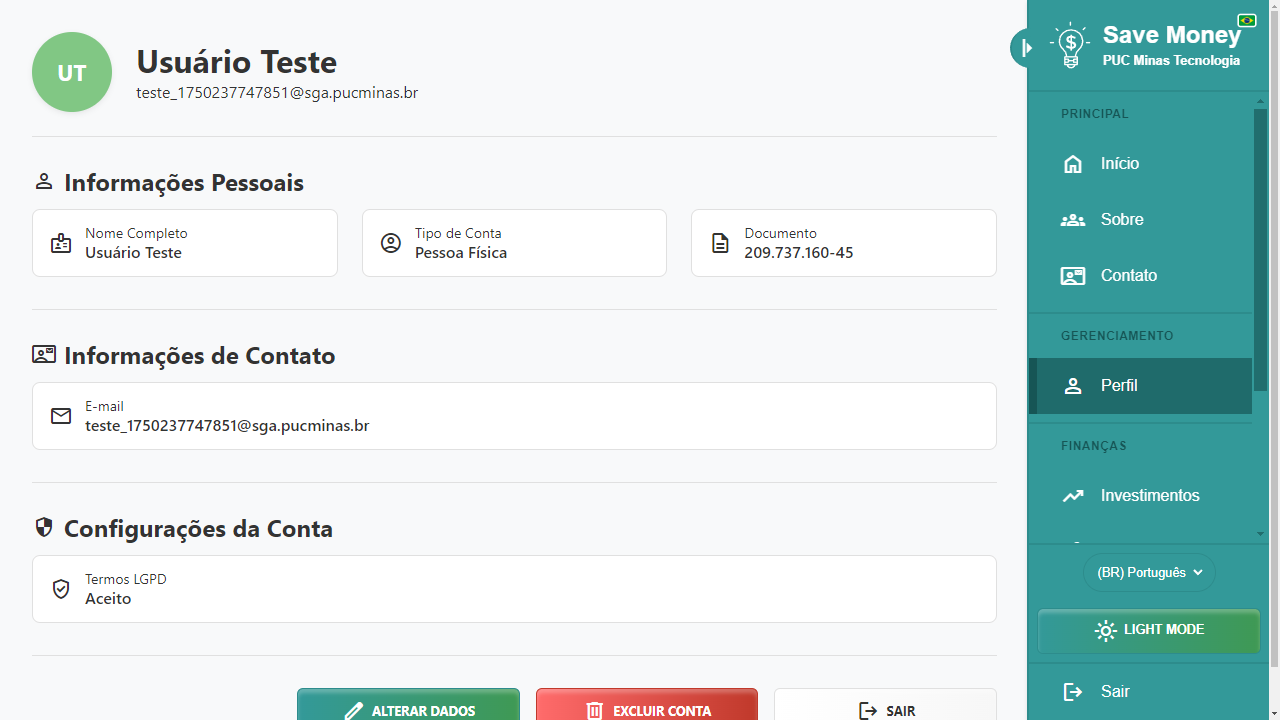 UT
Usuário Teste
teste_1750237747851@sga.pucminas.br
Informações Pessoais
Nome Completo
Usuário Teste
Tipo de Conta
Pessoa Física
Documento
209.737.160-45
Informações de Contato
E-mail
teste_1750237747851@sga.pucminas.br
Configurações da Conta
Termos LGPD
Aceito
ALTERAR DADOS
EXCLUIR CONTA
SAIR
Save Money
PUC Minas Tecnologia
PRINCIPAL
Início
Sobre
Contato
GERENCIAMENTO
Perfil
FINANÇAS
Investimentos
(BR) Português
LIGHT MODE
Sair